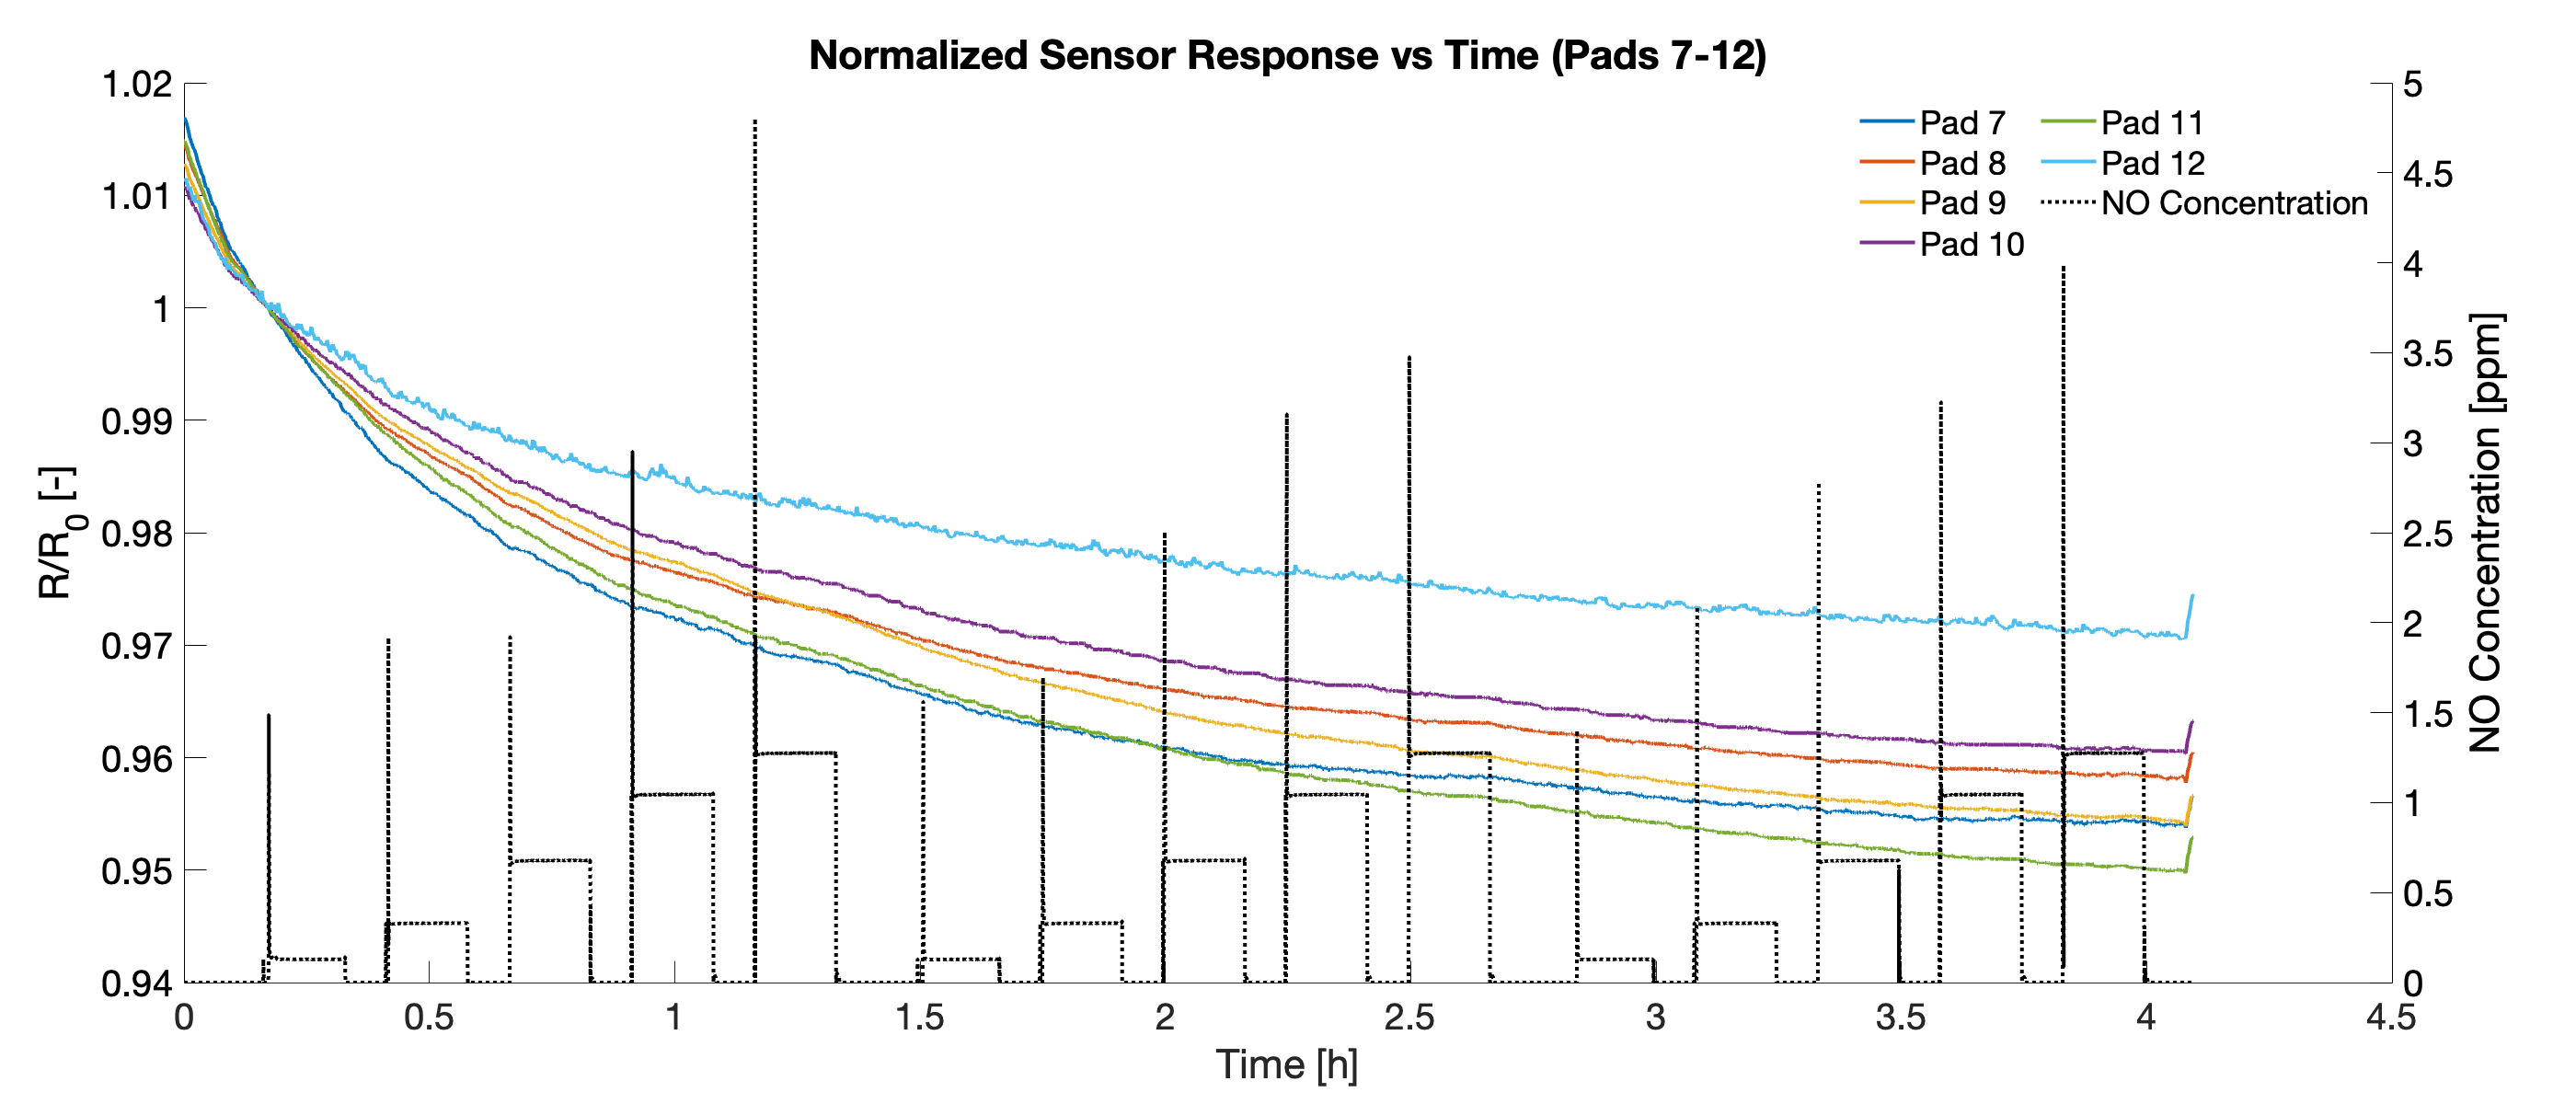 Normalized Sensor Response vs Time (Pads 7-12)
1.02
1.01
1
0.99
0.98
0.97
0.96
0.95
0.94
R/R0 [-]
Pad 7
Pad 8
Pad 9
Pad 10
Pad 11
Pad 12
NO Concentration
5
4.5
4
3.5
3
2.5
2
1.5
1
0.5
0
NO Concentration [ppm]
0 0.5 1 1.5 2 2.5 3 3.5 4 4.5
Time [h]